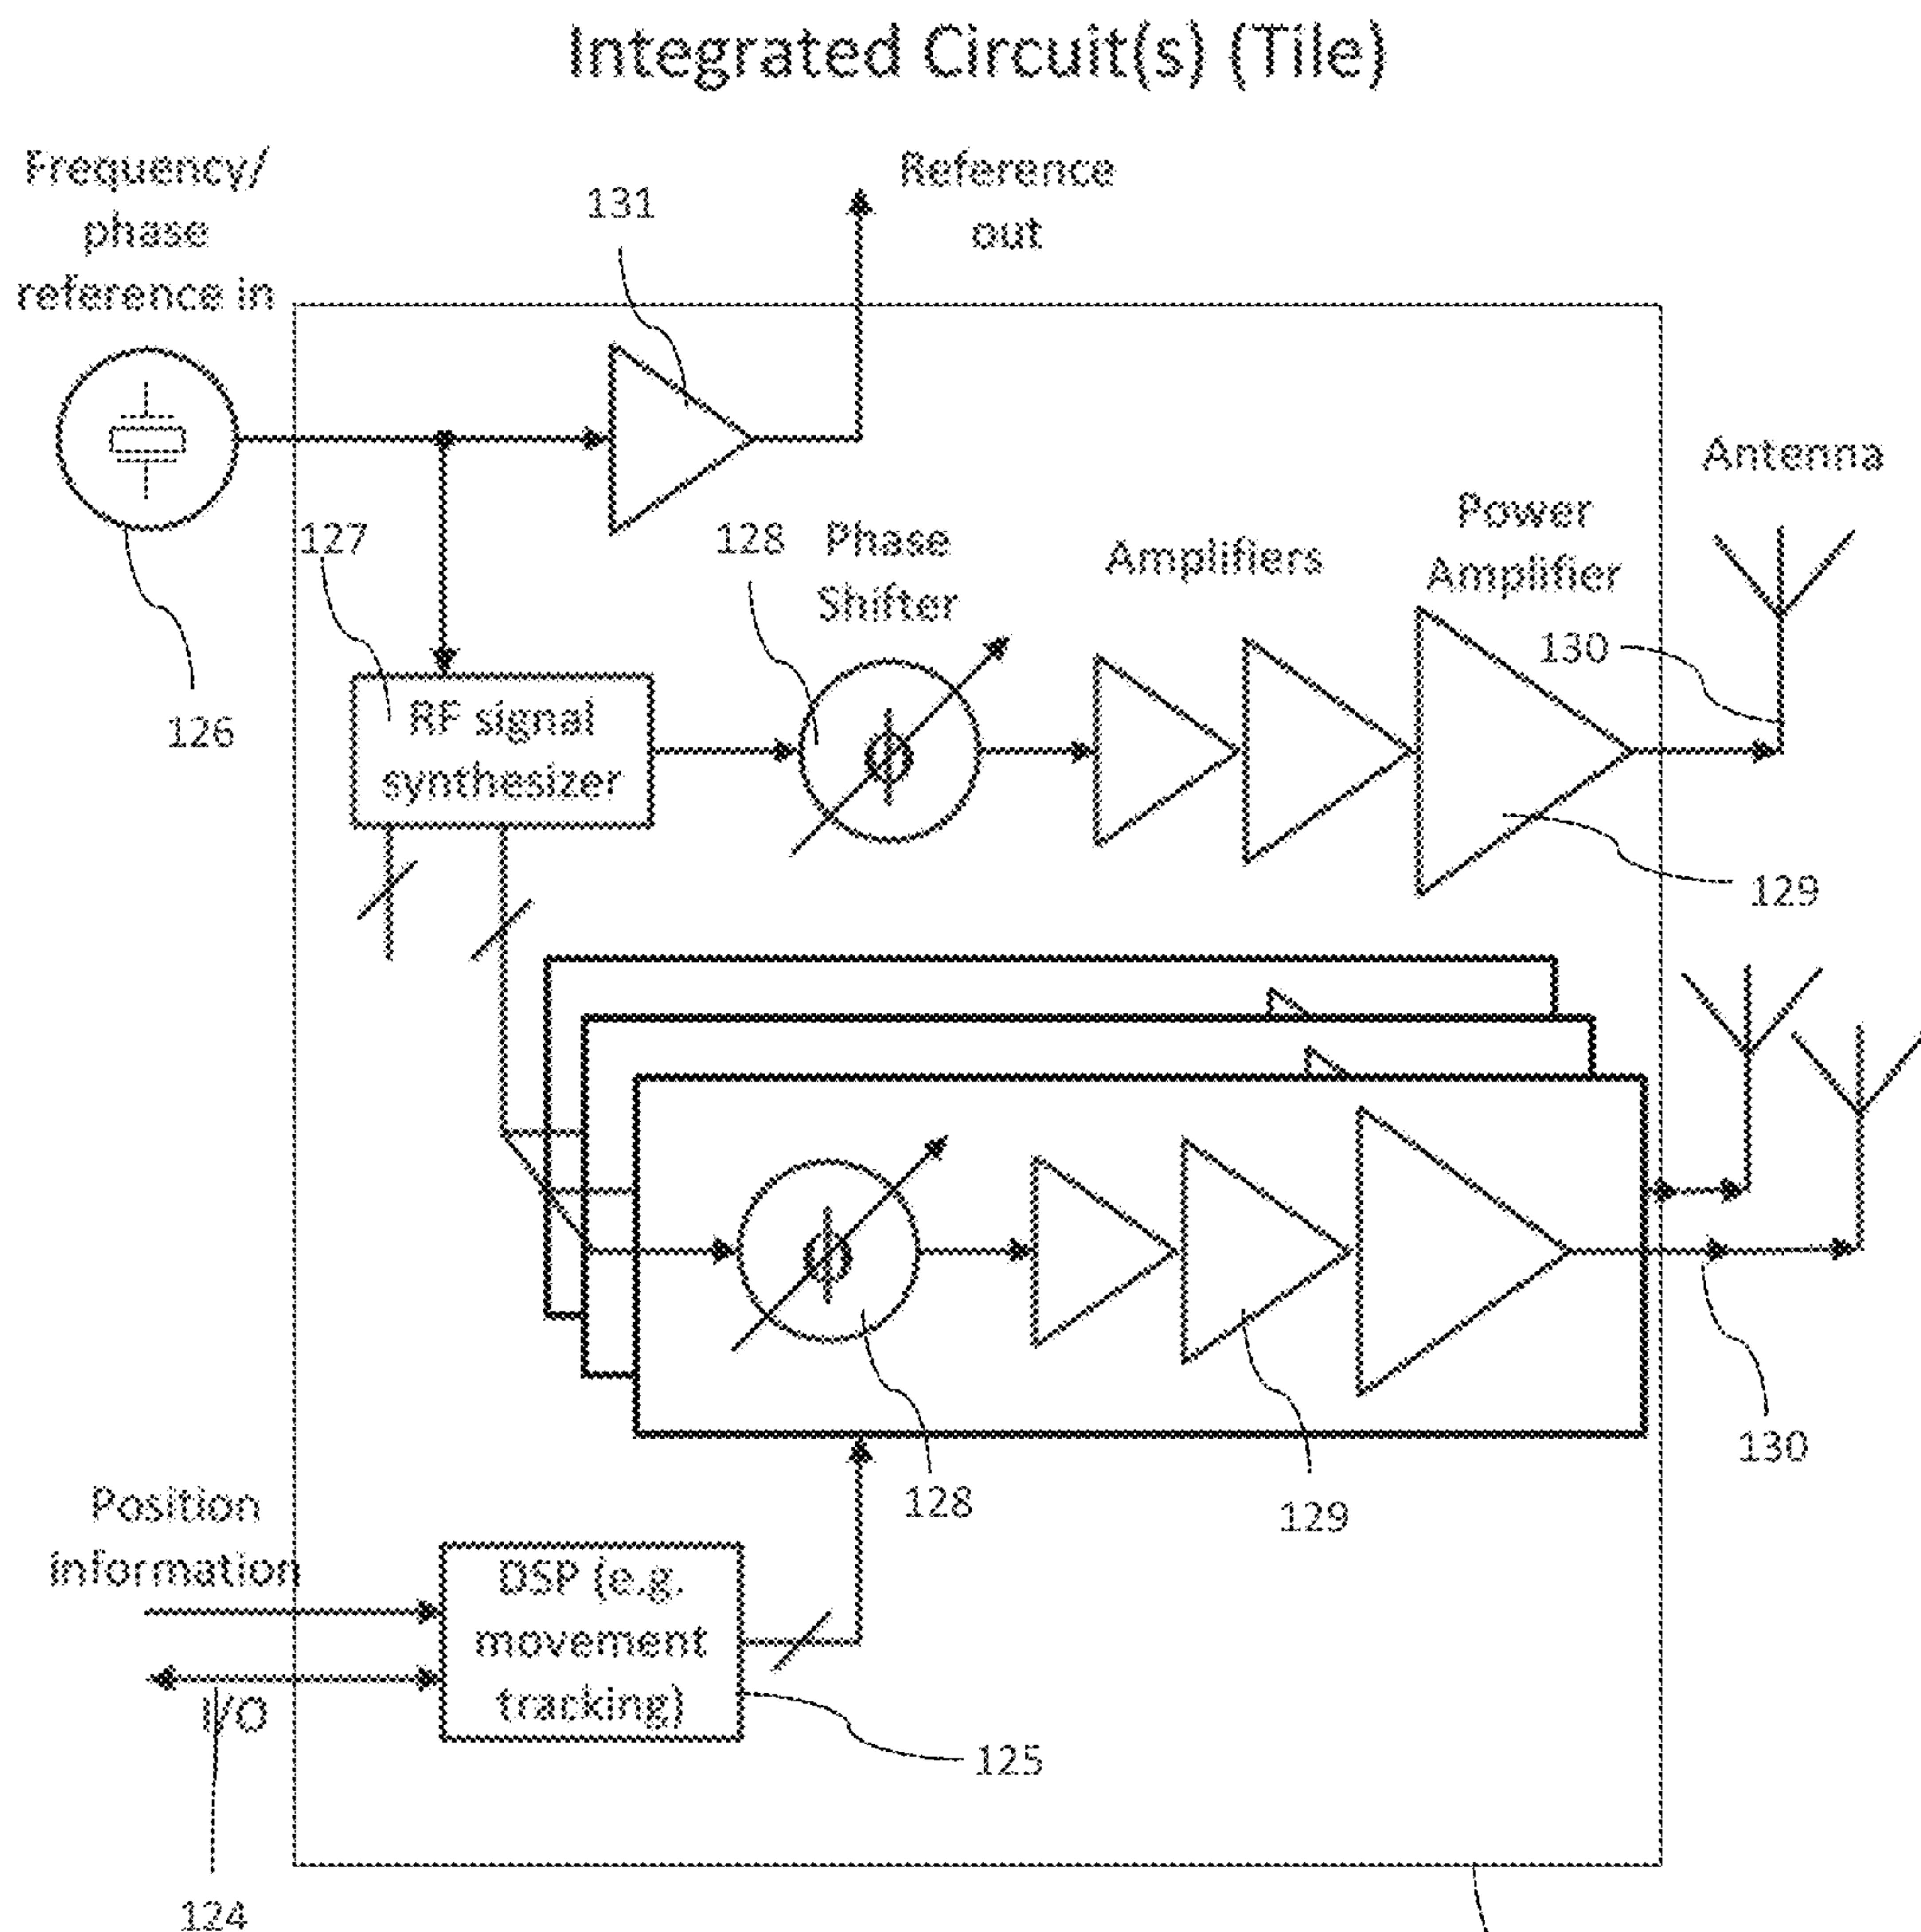 Integrated Circuit(s) (Tile)
Frequency/
phase
reference in
131
Reference
out
126
127
RF signal
synthesizer
128
Phase
Shifter
Amplifiers
Power
Amplifier
Antenna
130
129
128
129
130
Position
information
I/O
124
DSP (e.g.
movement
tracking)
125